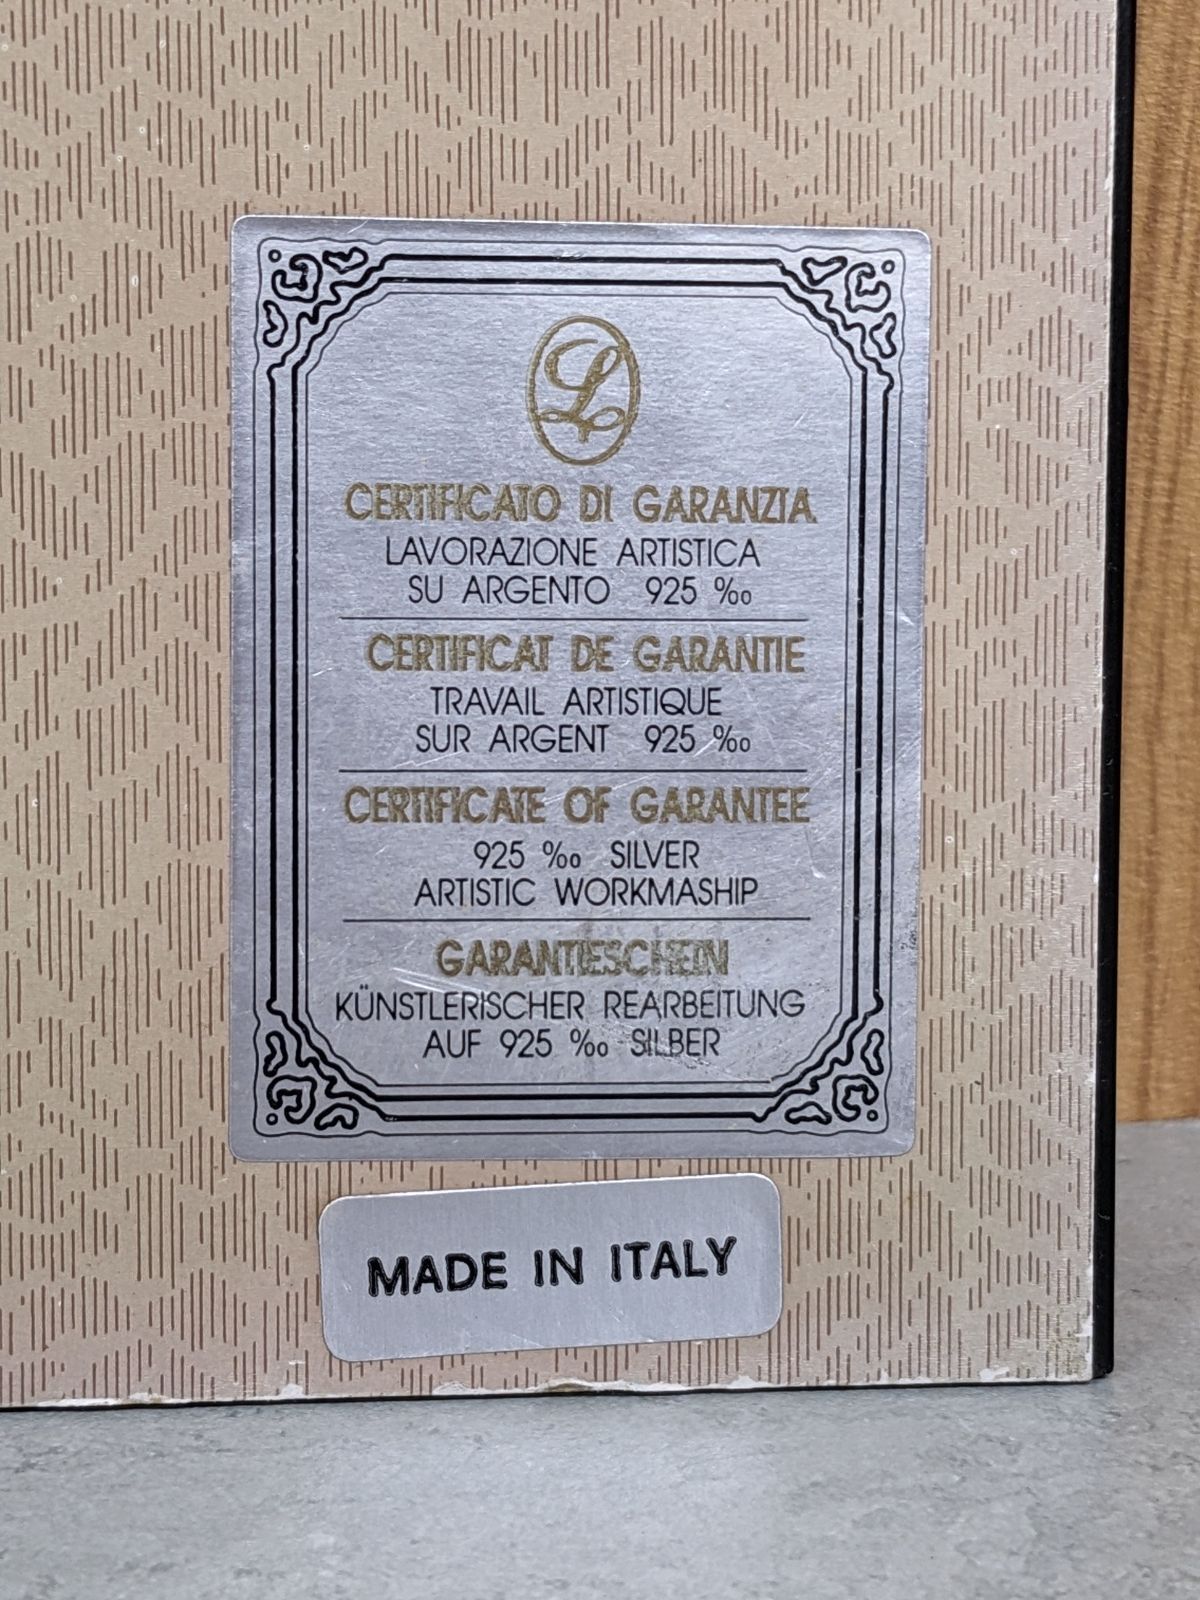 L
CERTIFICATO DI GARANZIA
LAVORAZIONE ARTISTICA
SU ARGENTO 925 ‰
CERTIFICAT DE GARANTIE
TRAVAIL ARTISTIQUE
SUR ARGENT 925 ‰
CERTIFICATE OF GARANTEE
925 ‰ SILVER
ARTISTIC WORKMASHIP
GARANTIESCHEIN
KÜNSTLERISCHER REARBEITUNG
AUF 925 ‰ SILBER
MADE IN ITALY